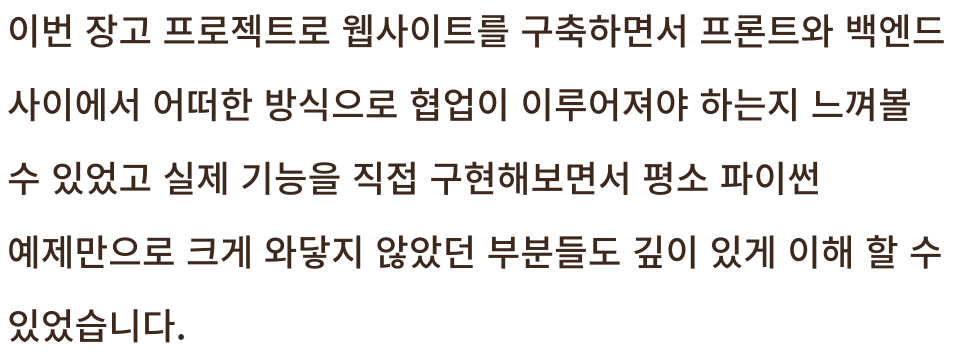 이번 장고 프로젝트로 웹사이트를 구축하면서 프론트와 백엔드
사이에서 어떠한 방식으로 협업이 이루어져야 하는지 느껴볼
수 있었고 실제 기능을 직접 구현해보면서 평소 파이썬
예제만으로 크게 와닿지 않았던 부분들도 깊이 있게 이해 할 수
있었습니다.